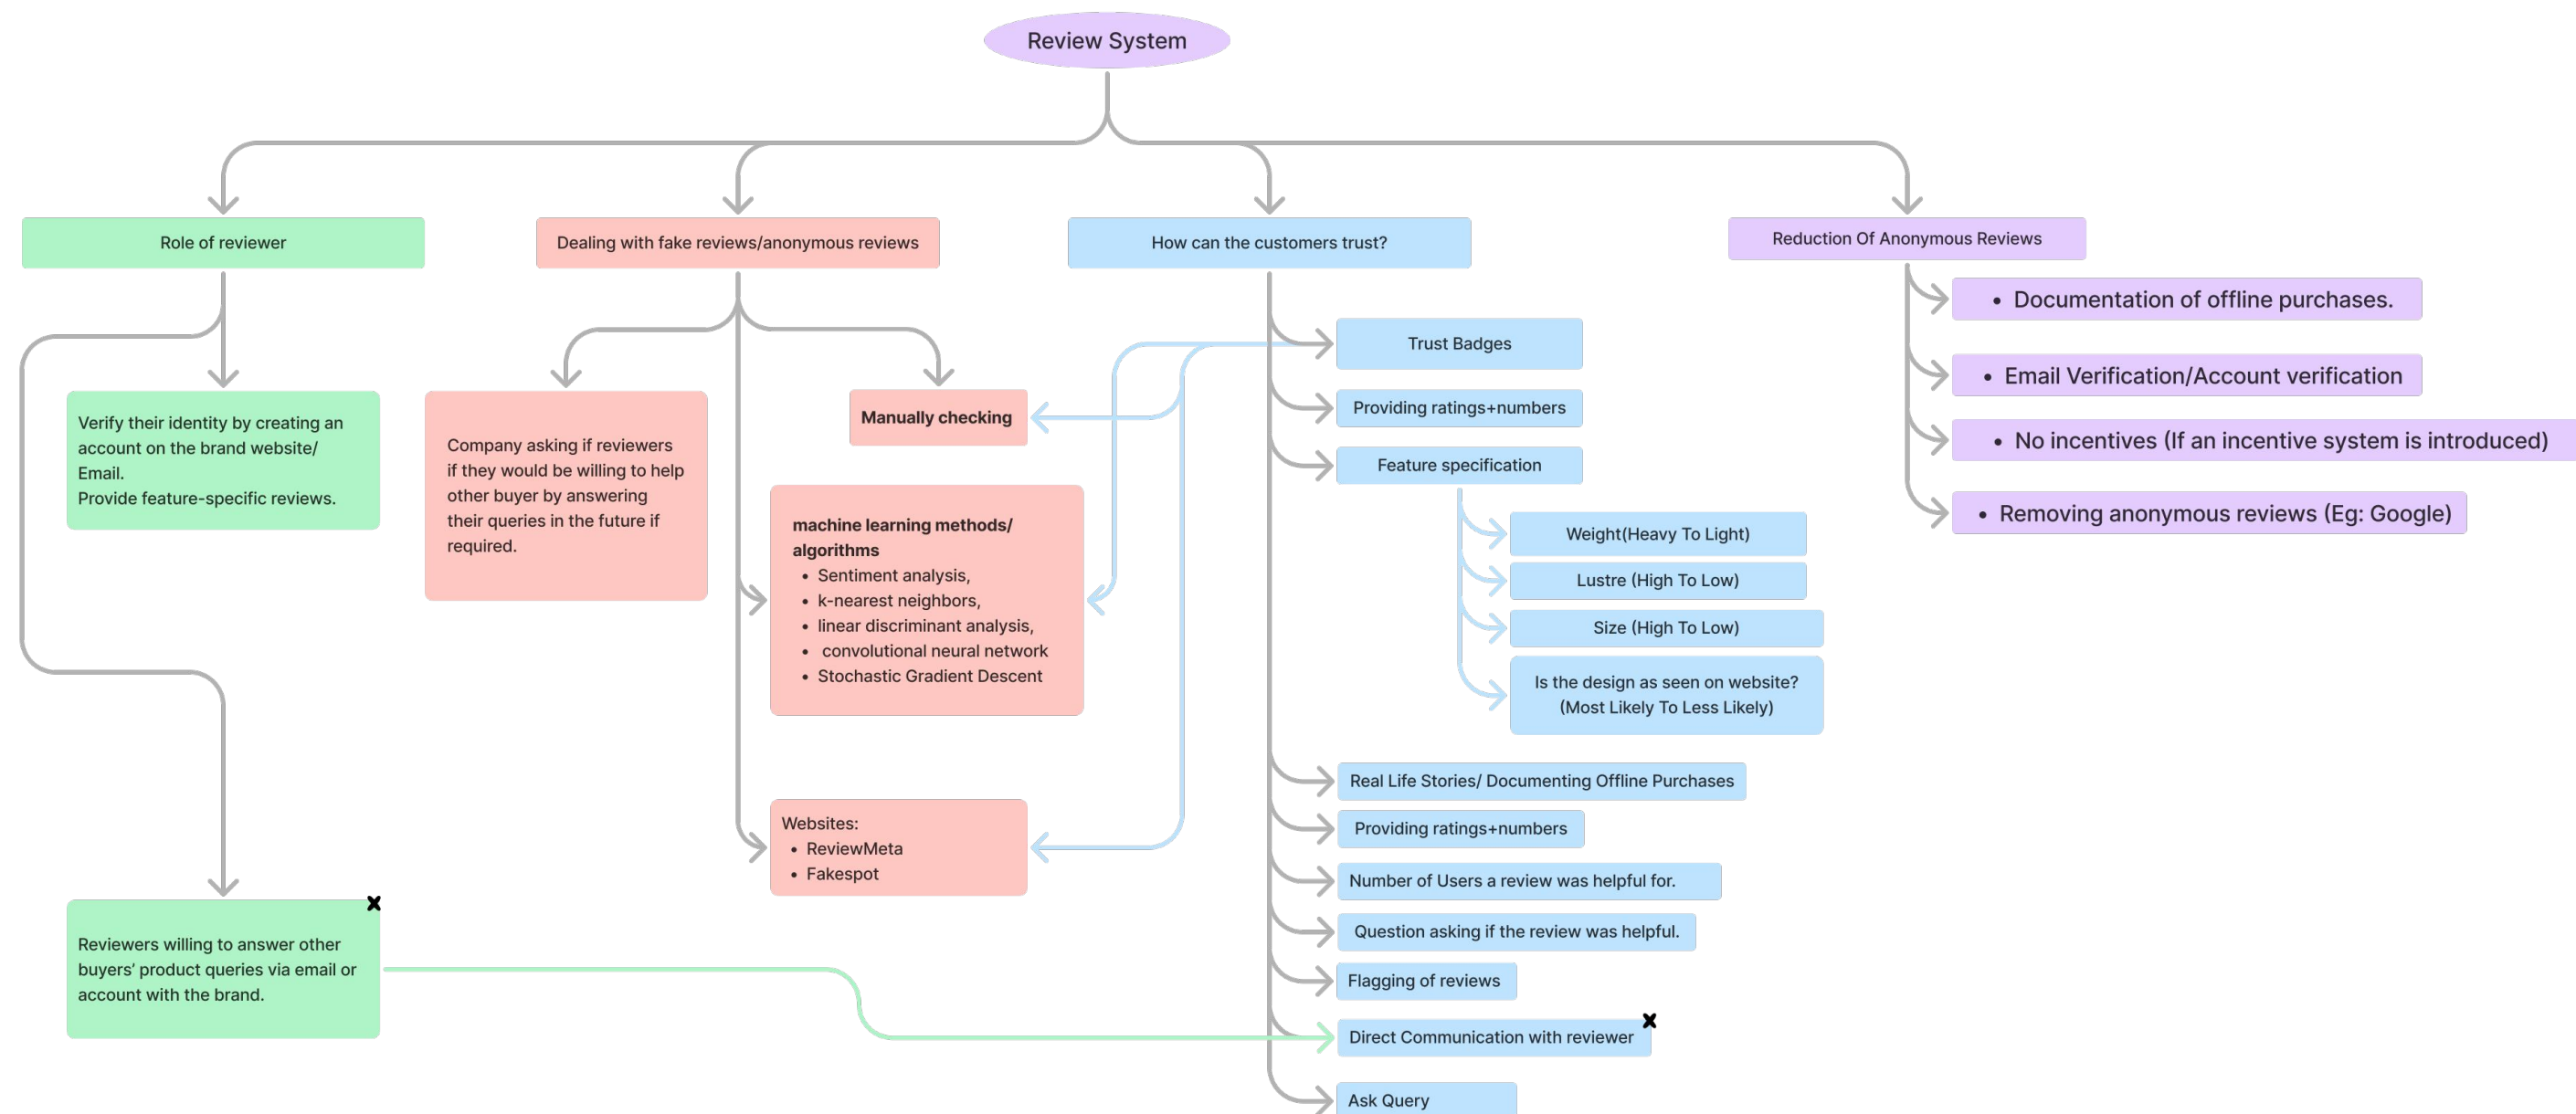 Review System
Role of reviewer
Verify their identity by creating an
account on the brand website/
Email.
Provide feature-specific reviews.
Reviewers willing to answer other
buyers’ product queries via email or
account with the brand.
Dealing with fake reviews/anonymous reviews
Company asking if reviewers
if they would be willing to help
other buyer by answering
their queries in the future if
required.
Manually checking
machine learning methods/
algorithms
• Sentiment analysis,
• k-nearest neighbors,
• linear discriminant analysis,
• convolutional neural network
• Stochastic Gradient Descent
Websites:
• ReviewMeta
• Fakespot
How can the customers trust?
Trust Badges
Providing ratings+numbers
Feature specification
Weight(Heavy To Light)
Lustre (High To Low)
Size (High To Low)
Is the design as seen on website?
(Most Likely To Less Likely)
Real Life Stories/ Documenting Offline Purchases
Providing ratings+numbers
Number of Users a review was helpful for.
Question asking if the review was helpful.
Flagging of reviews
Direct Communication with reviewer
Ask Query
Reduction Of Anonymous Reviews
• Documentation of offline purchases.
• Email Verification/Account verification
• No incentives (If an incentive system is introduced)
• Removing anonymous reviews (Eg: Google)